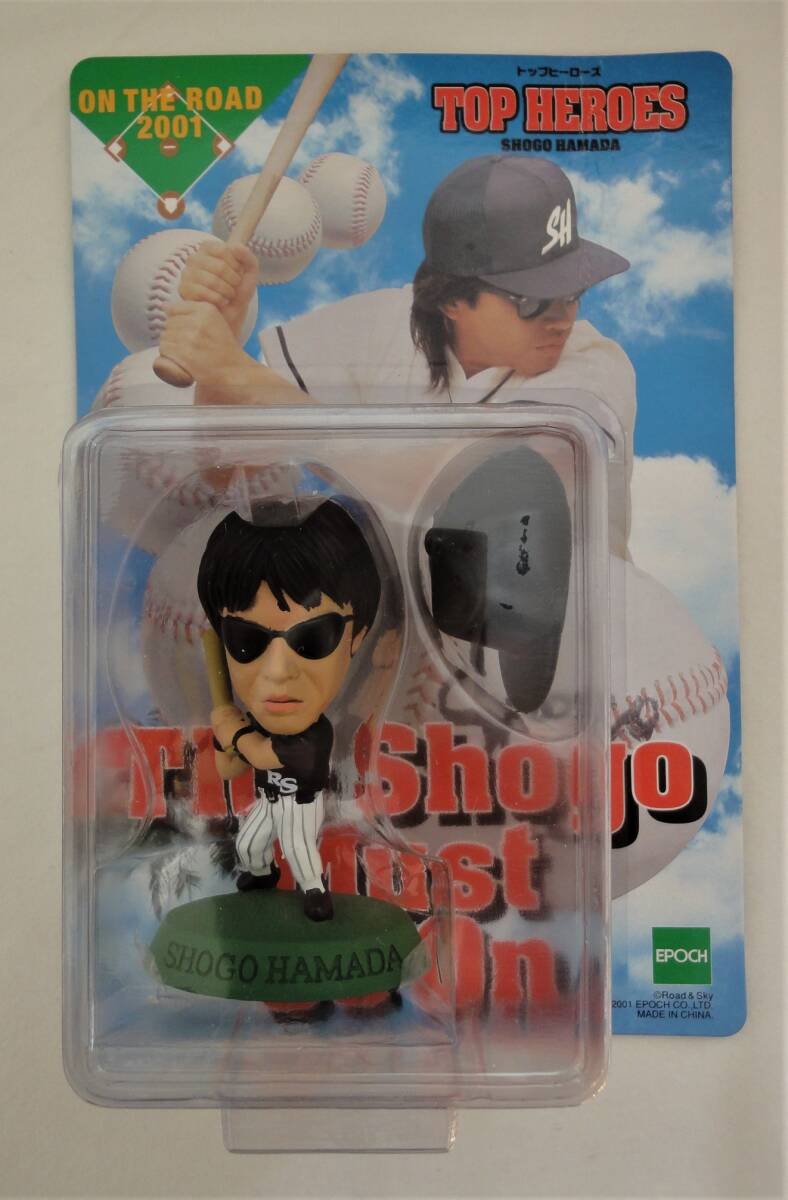 ON THE ROAD
2001
トップヒーローズ
TOP HEROES
SHOGO HAMADA
SH
RS
The Shogo
Must
On
SHOGO HAMADA
EPOCH
©Road & Sky
2001 EPOCH CO.,LTD.
MADE IN CHINA.